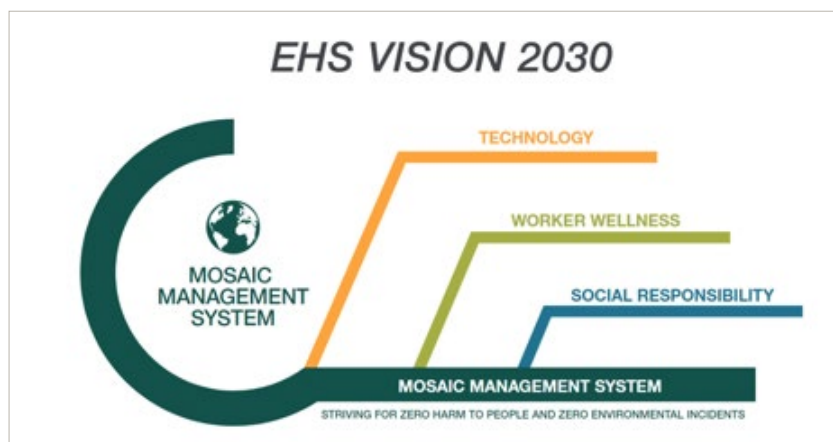 EHS VISION 2030
TECHNOLOGY
WORKER WELLNESS
SOCIAL RESPONSIBILITY
MOSAIC
MANAGEMENT
SYSTEM
MOSAIC MANAGEMENT SYSTEM
STRIVING FOR ZERO HARM TO PEOPLE AND ZERO ENVIRONMENTAL INCIDENTS